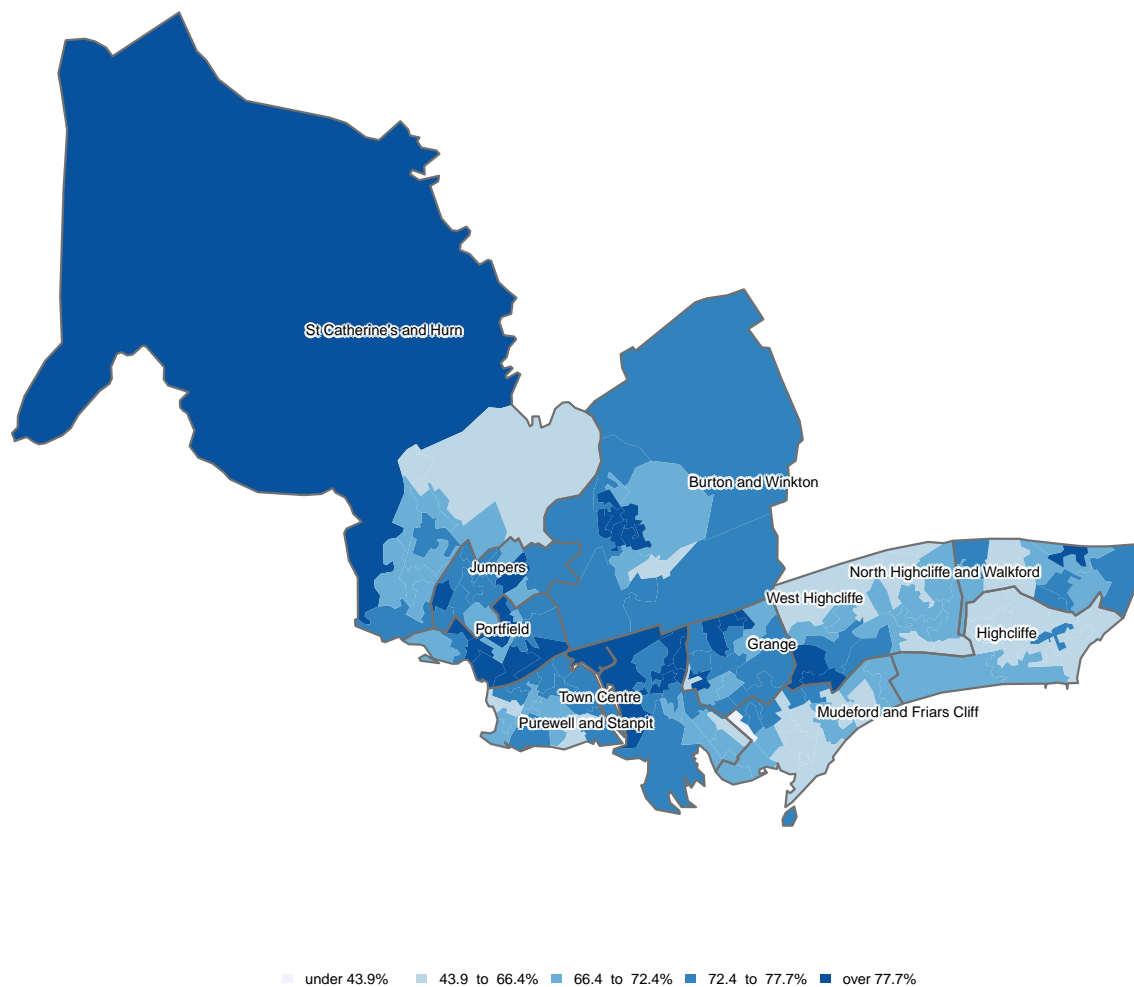 St Catherine's and Hurn
Burton and Winkton
Jumpers
North Highcliffe and Walkford
West Highcliffe
Portfield
Highcliffe
Grange
Town Centre
Mudeford and Friars Cliff
Purewell and Stanpit
under 43.9%
43.9 to 66.4%
66.4 to 72.4%
72.4 to 77.7%
over 77.7%